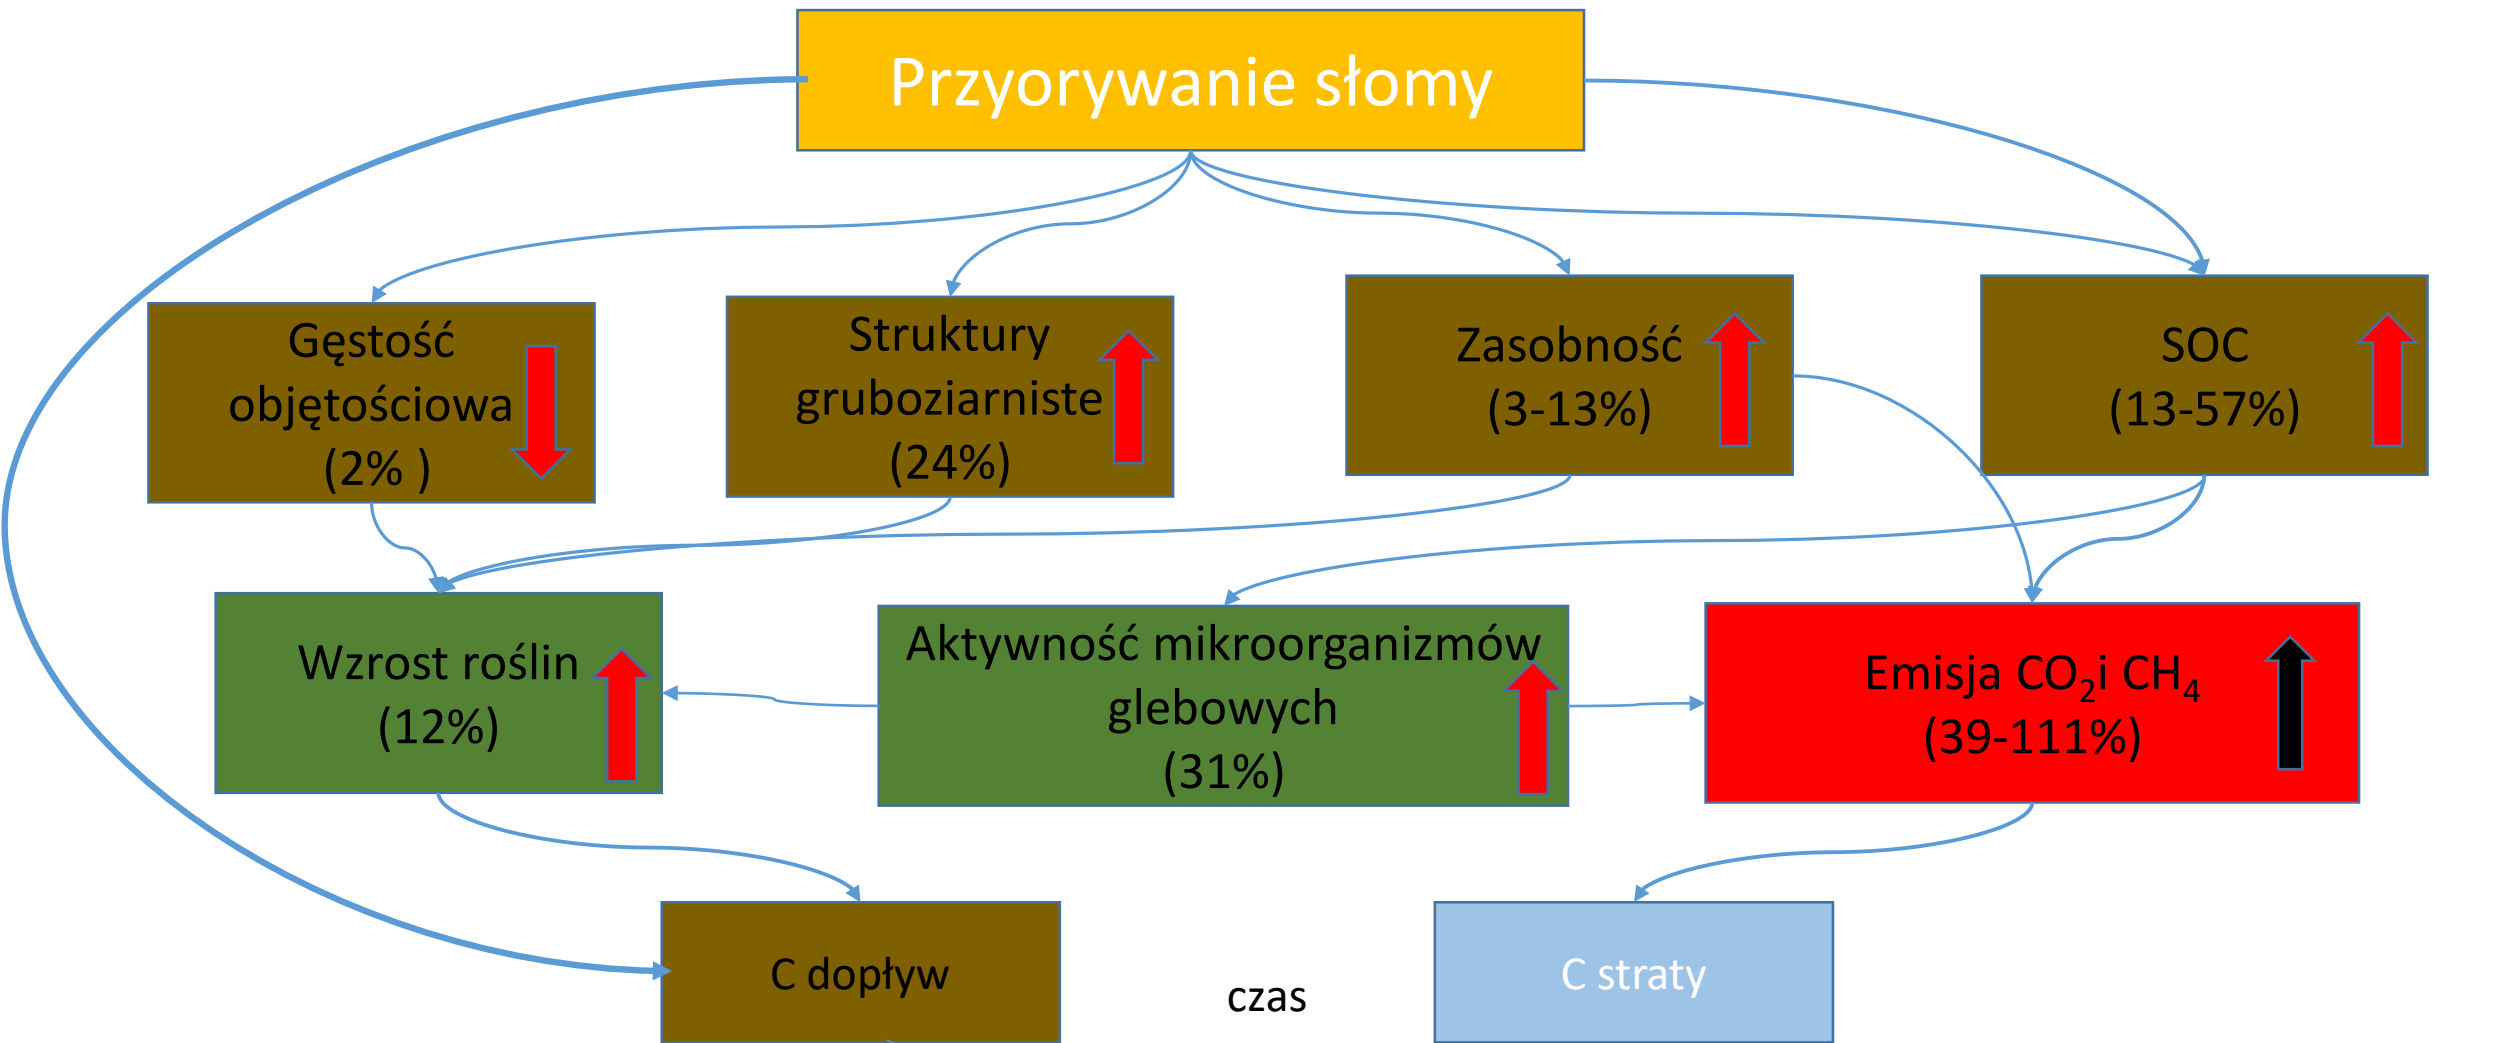 Przyorywanie słomy
Gęstość
objętościowa
(2% )
Struktury
gruboziarniste
(24%)
zasobność
(3-13%)
SOC
(13-57%)
Wzrost roślin
(12%)
Aktywność mikroorganizmów
glebowych
(31%)
Emisja CO₂i CH₄
(39-111%)
C dopływ
czas
C straty